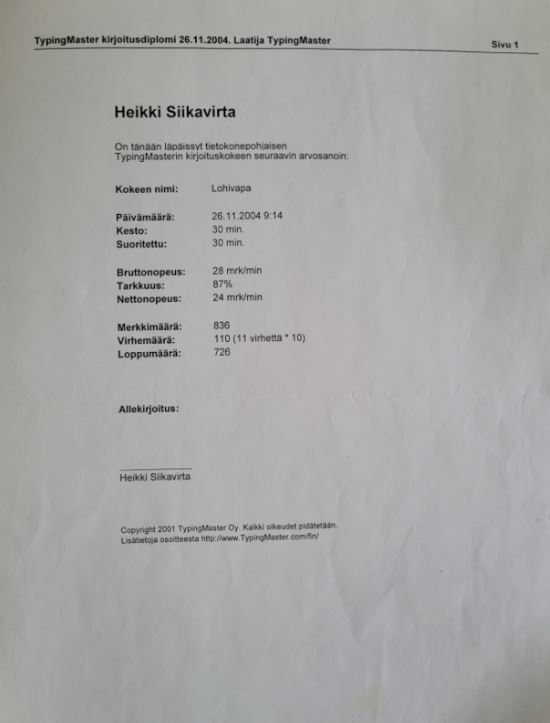 TypingMaster kirjoitusdiplomi 26.11.2004. Laatija TypingMaster
Sivu 1
Heikki Siikavirta
On tänään läpäissyt tietokonepohjaisen
TypingMasterin kirjoituskokeen seuraavin arvosanoin:
Kokeen nimi: Lohivapa
Päivämäärä: 26.11.2004 9:14
Kesto: 30 min.
Suoritettu: 30 min.
Bruttonopeus: 28 mrk/min
Tarkkuus: 87%
Nettonopeus: 24 mrk/min
Merkkimäärä: 836
Virhemäärä: 110 (11 virhettä * 10)
Loppumäärä: 726
Allekirjoitus:
Heikki Siikavirta
Copyright 2001 TypingMaster Oy. Kaikki oikeudet pidätetään.
Lisätietoja osoitteesta http://www.TypingMaster.com/fin/